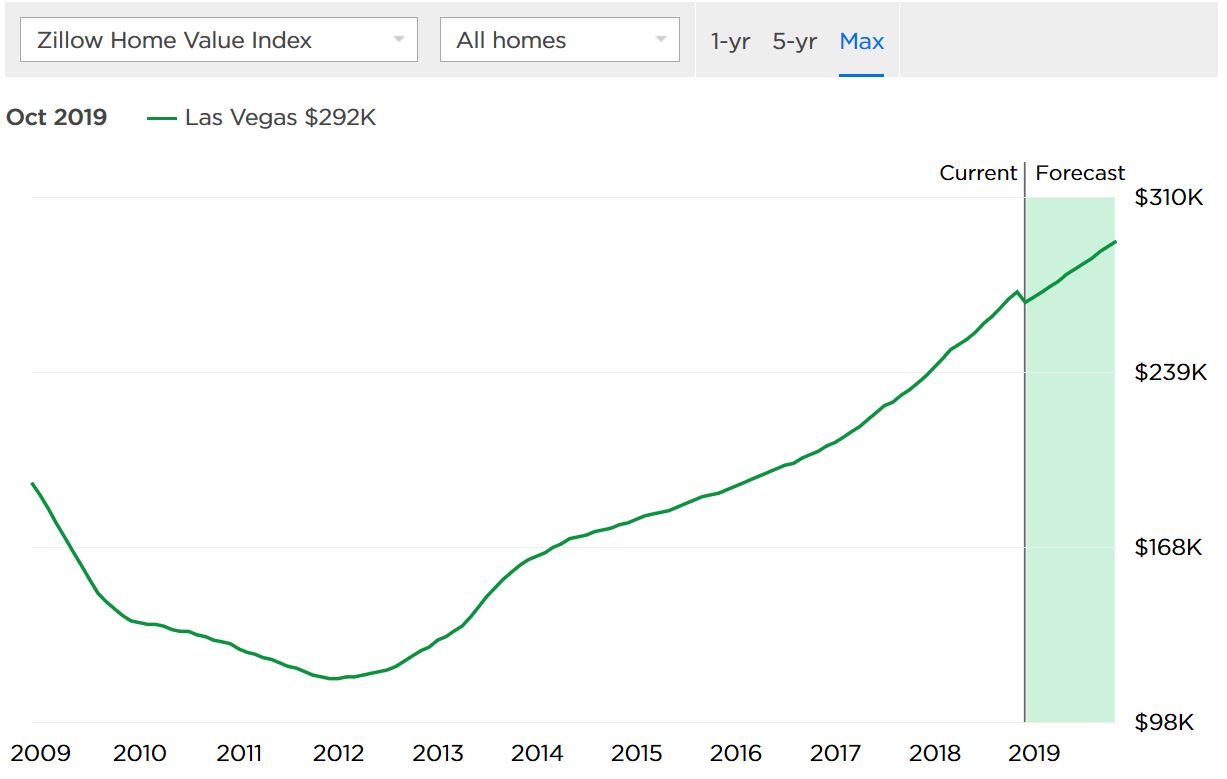 Zillow Home Value Index All homes 1-yr 5-yr Max
Oct 2019 Las Vegas $292K
Current Forecast
$310K
$239K
$168K
$98K
2009 2010 2011 2012 2013 2014 2015 2016 2017 2018 2019